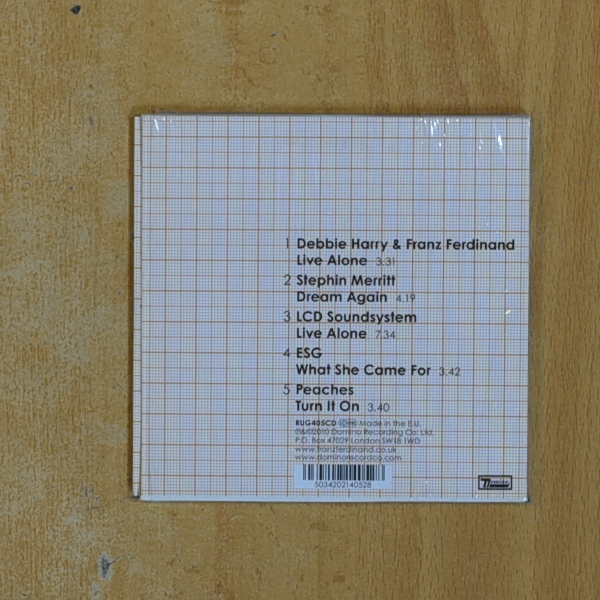 1 Debbie Harry & Franz Ferdinand
Live Alone 3.31
2 Stephin Merritt
Dream Again 4.19
3 LCD Soundsystem
Live Alone 7.34
4 ESG
What She Came For 3.42
5 Peaches
Turn It On 3.40
RUG405CD Made in the E.U.
℗&©2010 Domino Recording Co. Ltd.
P.O. Box 47029 London SW18 1WD
www.franzferdinand.co.uk
www.dominorecordco.com
5034202140528
Domino